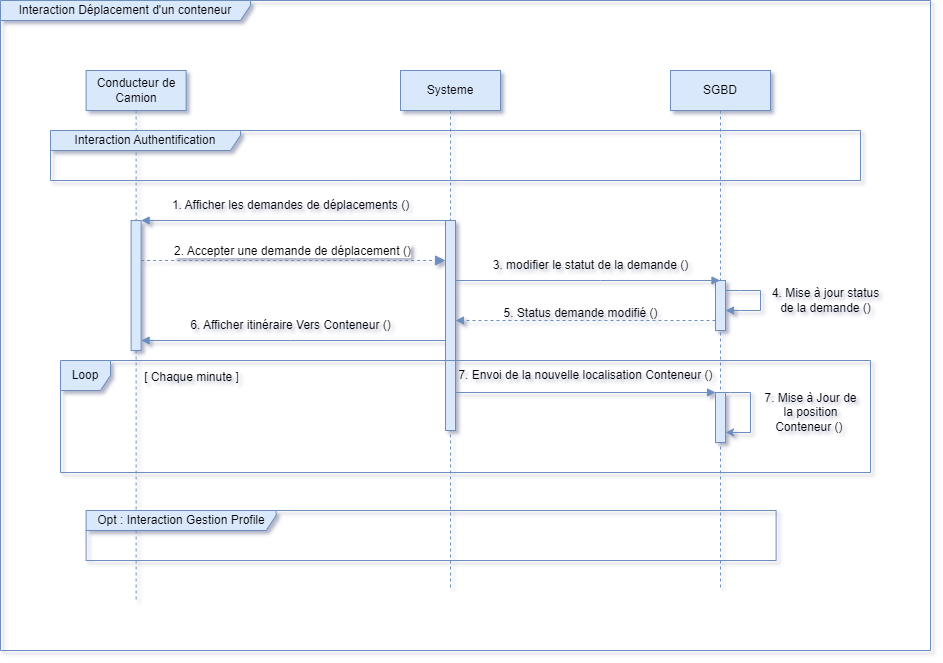 Interaction Déplacement d'un conteneur
Conducteur de
Camion
Systeme
SGBD
Interaction Authentification
1. Afficher les demandes de déplacements ()
2. Accepter une demande de déplacement ()
3. modifier le statut de la demande ()
4. Mise à jour status
de la demande ()
5. Status demande modifié ()
6. Afficher itinéraire Vers Conteneur ()
Loop
[ Chaque minute ]
7. Envoi de la nouvelle localisation Conteneur ()
7. Mise à Jour de
la position
Conteneur ()
Opt : Interaction Gestion Profile